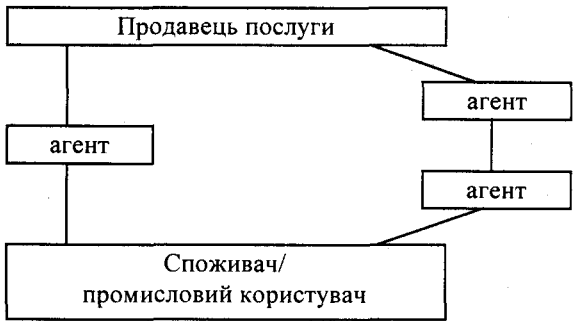 Продавець послуги
агент
агент
агент
Споживач/
промисловий користувач